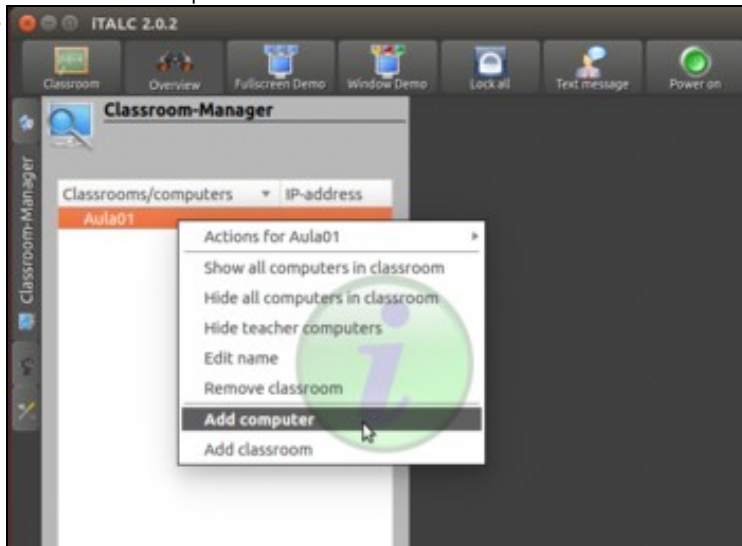 iTALC 2.0.2
Classroom Overview Fullscreen Demo Window Demo Lock all Text message Power on
Classroom-Manager
Classroom-Manager
Classrooms/computers IP-address
Aula01
Actions for Aula01
Show all computers in classroom
Hide all computers in classroom
Hide teacher computers
Edit name
Remove classroom
Add computer
Add classroom